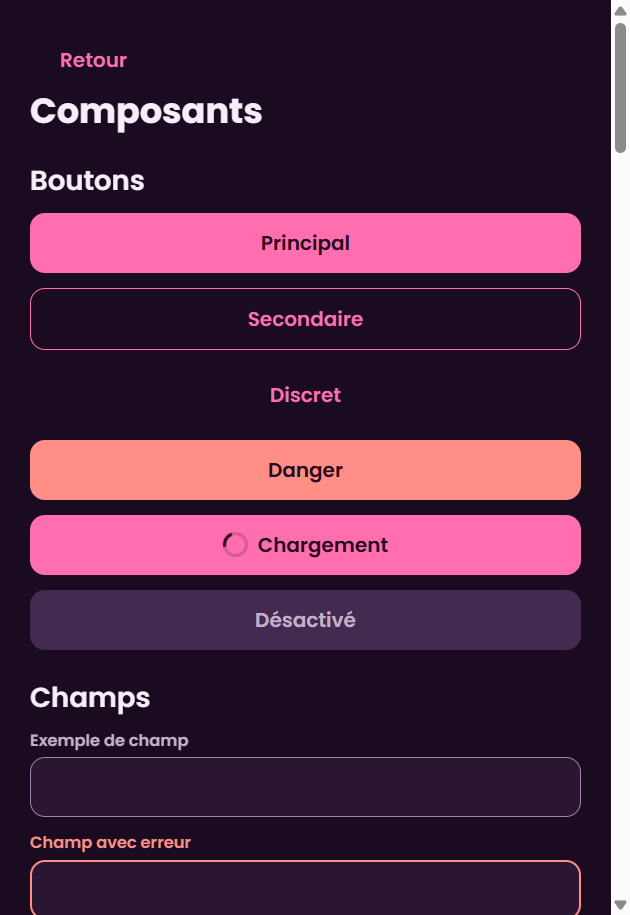 Retour
Composants
Boutons
Principal
Secondaire
Discret
Danger
Chargement
Désactivé
Champs
Exemple de champ
Champ avec erreur